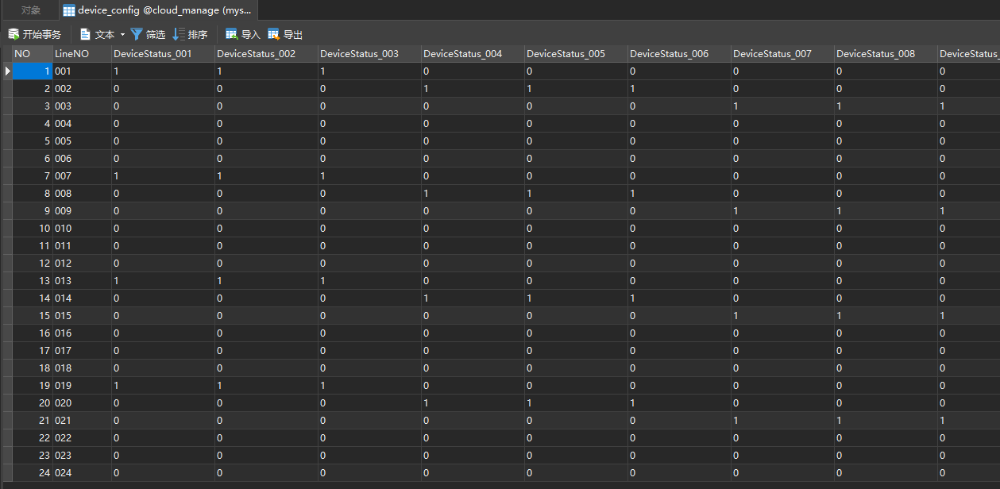 对象 device_config @cloud_manage (mys...
开始事务 文本 筛选 排序 导入 导出
NO LineNO DeviceStatus_001 DeviceStatus_002 DeviceStatus_003 DeviceStatus_004 DeviceStatus_005 DeviceStatus_006 DeviceStatus_007 DeviceStatus_008 DeviceStatus_
1 001 1 1 1 0 0 0 0 0 0
2 002 0 0 0 1 1 1 0 0 0
3 003 0 0 0 0 0 0 1 1 1
4 004 0 0 0 0 0 0 0 0 0
5 005 0 0 0 0 0 0 0 0 0
6 006 0 0 0 0 0 0 0 0 0
7 007 1 1 1 0 0 0 0 0 0
8 008 0 0 0 1 1 1 0 0 0
9 009 0 0 0 0 0 0 1 1 1
10 010 0 0 0 0 0 0 0 0 0
11 011 0 0 0 0 0 0 0 0 0
12 012 0 0 0 0 0 0 0 0 0
13 013 1 1 1 0 0 0 0 0 0
14 014 0 0 0 1 1 1 0 0 0
15 015 0 0 0 0 0 0 1 1 1
16 016 0 0 0 0 0 0 0 0 0
17 017 0 0 0 0 0 0 0 0 0
18 018 0 0 0 0 0 0 0 0 0
19 019 1 1 1 0 0 0 0 0 0
20 020 0 0 0 1 1 1 0 0 0
21 021 0 0 0 0 0 0 1 1 1
22 022 0 0 0 0 0 0 0 0 0
23 023 0 0 0 0 0 0 0 0 0
24 024 0 0 0 0 0 0 0 0 0